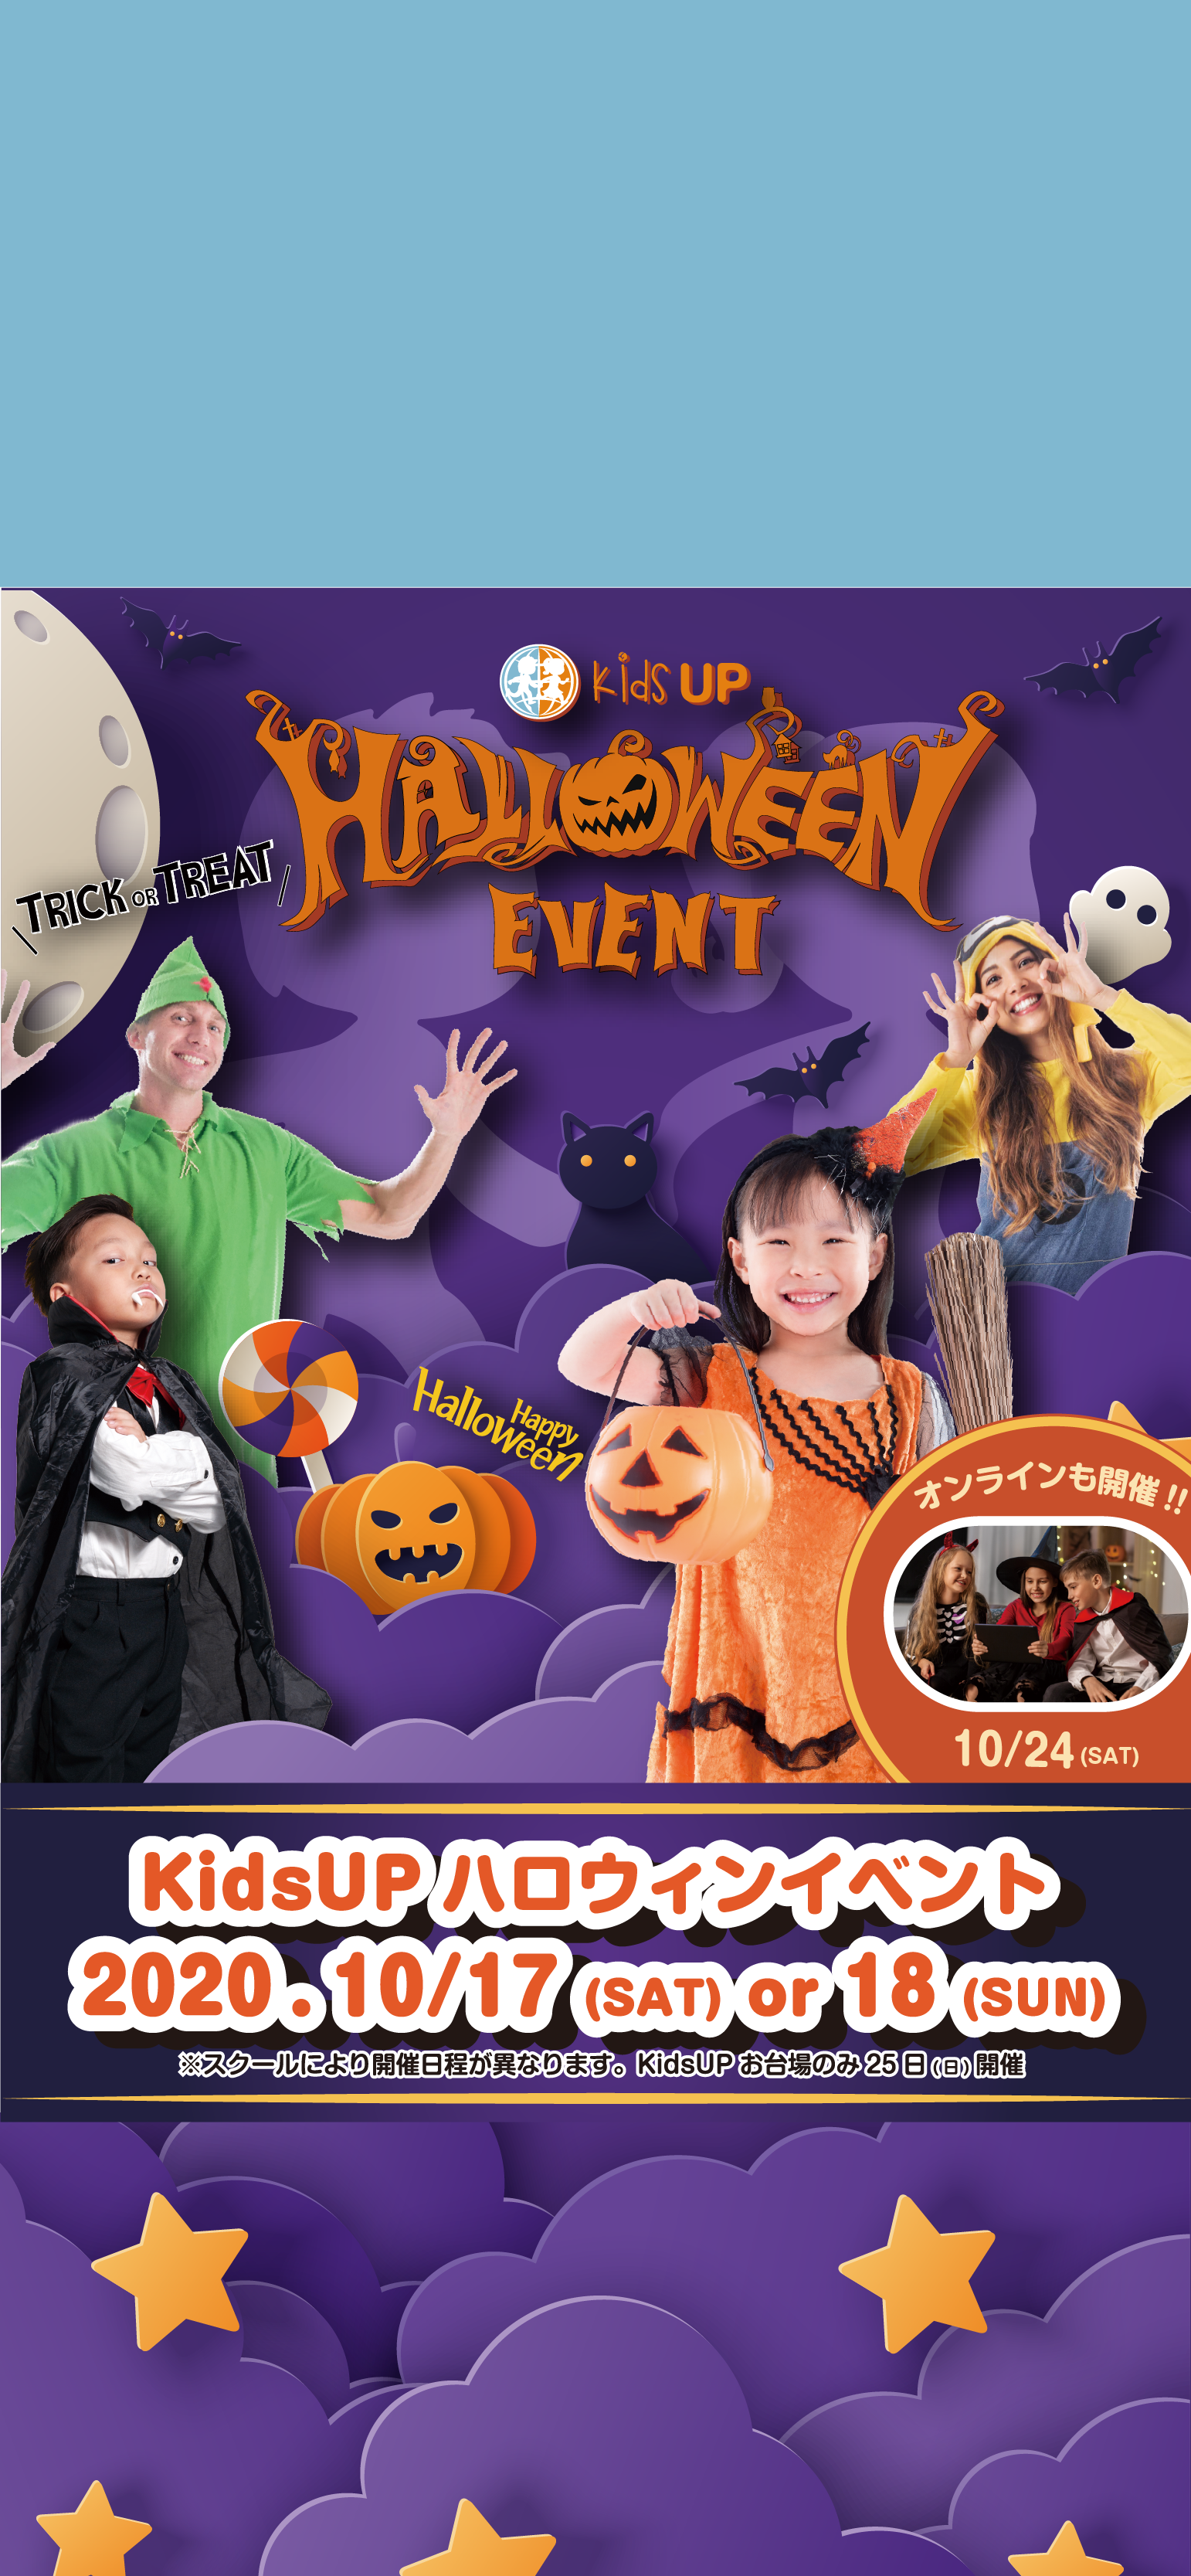 Kids UP
HALLOWEEN
EVENT
TRICK OR TREAT
Happy
Halloween
オンラインも開催!!
10/24 (SAT)
KidsUP ハロウィンイベント
2020.10/17 (SAT) or 18 (SUN)
※スクールにより開催日程が異なります。KidsUP お台場のみ 25 日 (日) 開催